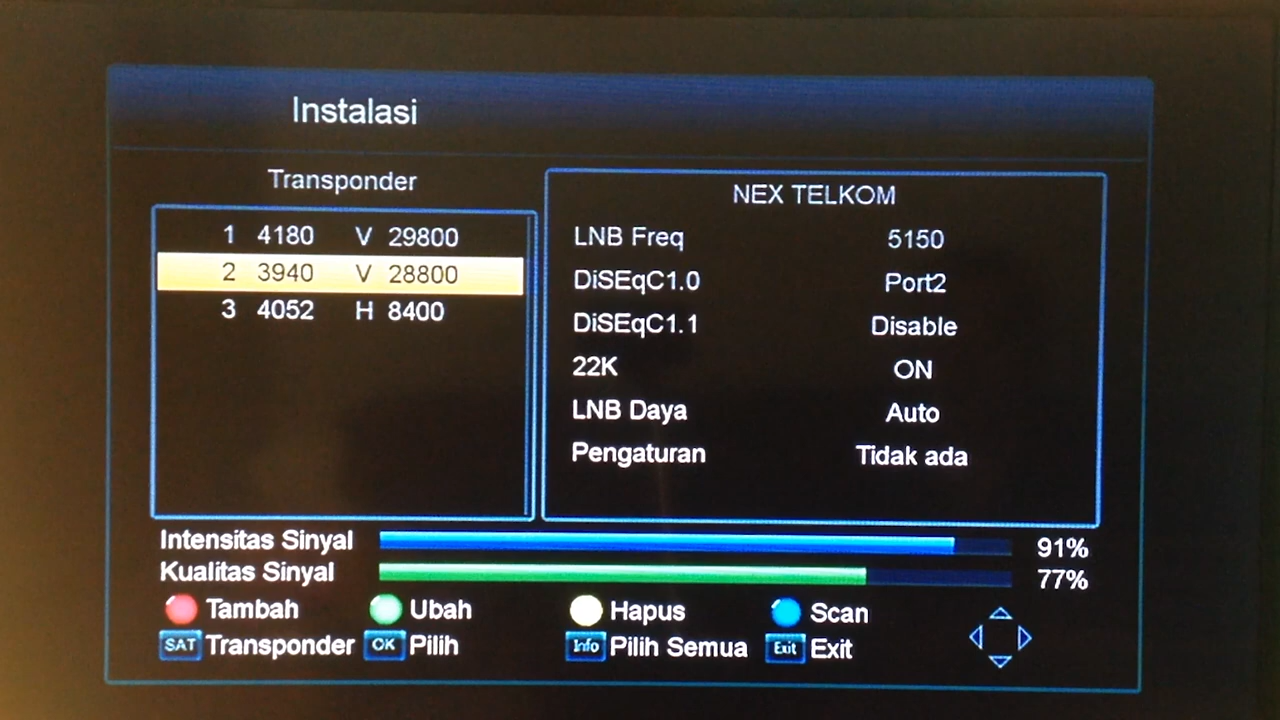 Instalasi
Transponder
1 4180 V 29800
2 3940 V 28800
3 4052 H 8400
NEX TELKOM
LNB Freq 5150
DiSEqC1.0 Port2
DiSEqC1.1 Disable
22K ON
LNB Daya Auto
Pengaturan Tidak ada
Intensitas Sinyal 91%
Kualitas Sinyal 77%
Tambah Ubah Hapus Scan
SAT Transponder OK Pilih Info Pilih Semua Exit Exit